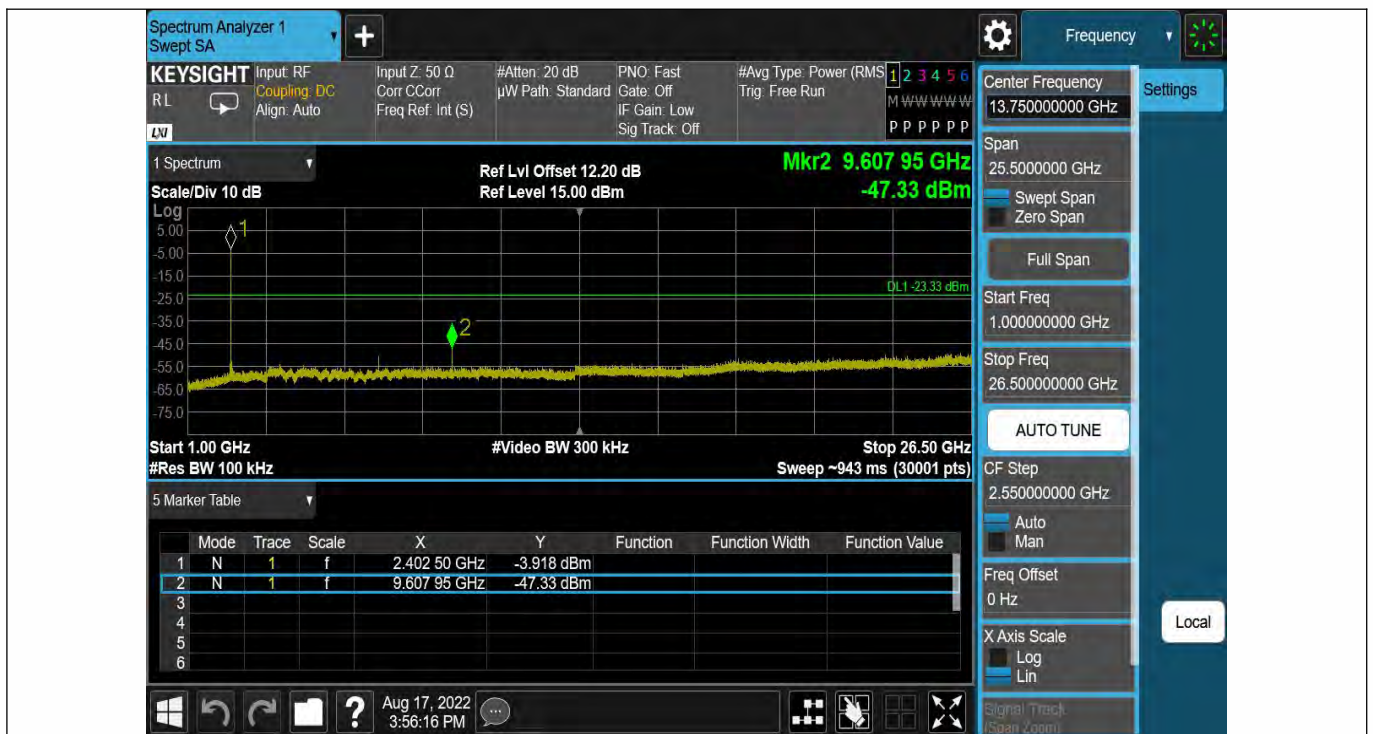 Spectrum Analyzer 1
Swept SA
+
Frequency
KEYSIGHT
R L
LXI
Input: RF
Coupling: DC
Align: Auto
Input Z: 50 Ω
Corr CCorr
Freq Ref: Int (S)
#Atten: 20 dB
µW Path: Standard
PNO: Fast
Gate: Off
IF Gain: Low
Sig Track: Off
#Avg Type: Power (RMS
Trig: Free Run
1 2 3 4 5 6
M W W W W W
P P P P P P
1 Spectrum
Scale/Div 10 dB
Ref Lvl Offset 12.20 dB
Ref Level 15.00 dBm
Mkr2 9.607 95 GHz
-47.33 dBm
Log
5.00
-5.00
-15.0
-25.0
-35.0
-45.0
-55.0
-65.0
-75.0
1
2
DL1 -23.33 dBm
Start 1.00 GHz
#Res BW 100 kHz
#Video BW 300 kHz
Stop 26.50 GHz
Sweep ~943 ms (30001 pts)
5 Marker Table
Mode Trace Scale X Y Function Function Width Function Value
1 N 1 f 2.402 50 GHz -3.918 dBm
2 N 1 f 9.607 95 GHz -47.33 dBm
3
4
5
6
?
Aug 17, 2022
3:56:16 PM
Center Frequency
13.750000000 GHz
Span
25.5000000 GHz
Swept Span
Zero Span
Full Span
Start Freq
1.000000000 GHz
Stop Freq
26.500000000 GHz
AUTO TUNE
CF Step
2.550000000 GHz
Auto
Man
Freq Offset
0 Hz
X Axis Scale
Log
Lin
Signal Track
(Span Zoom)
Settings
Local